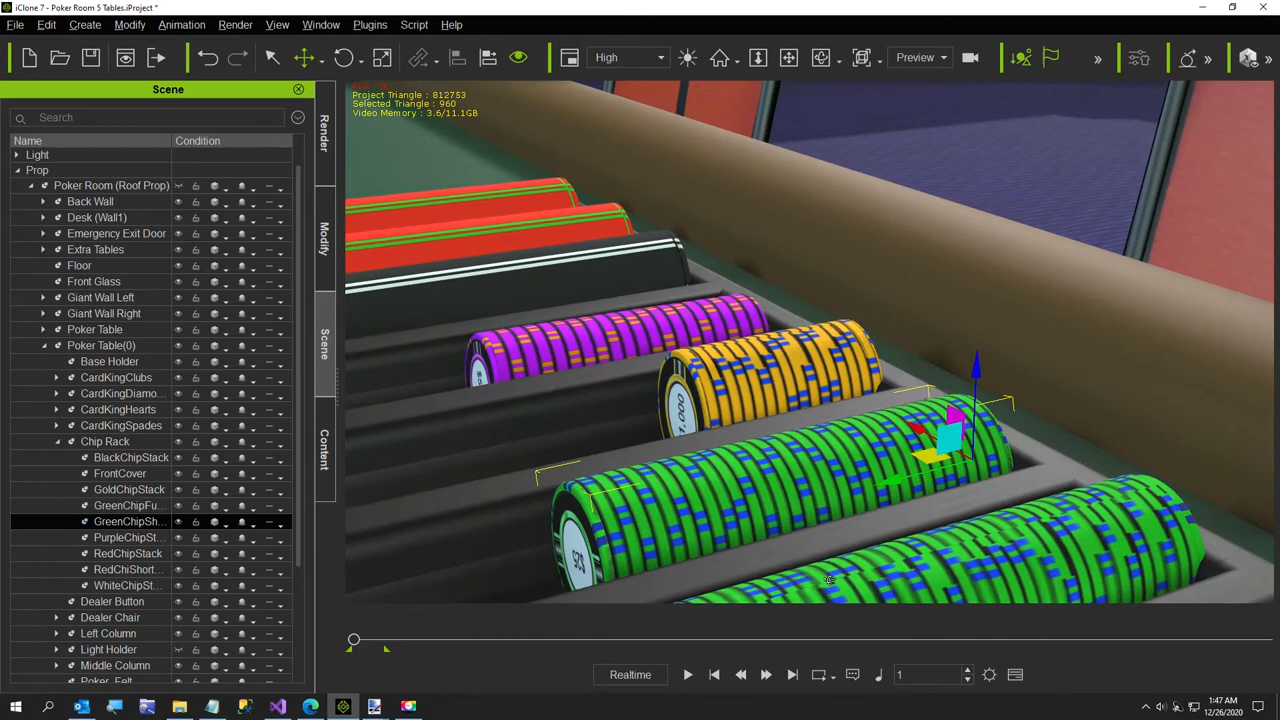 iClone 7 - Poker Room 5 Tables.iProject *
File Edit Create Modify Animation Render View Window Plugins Script Help
High
Preview
Scene
Search
Name Condition
Light
Prop
Poker Room (Roof Prop)
Back Wall
Desk (Wall1)
Emergency Exit Door
Extra Tables
Floor
Front Glass
Giant Wall Left
Giant Wall Right
Poker Table
Poker Table(0)
Base Holder
CardKingClubs
CardKingDiamo...
CardKingHearts
CardKingSpades
Chip Rack
BlackChipStack
FrontCover
GoldChipStack
GreenChipFu...
GreenChipSh...
PurpleChipSt...
RedChipStack
RedChiShort...
WhiteChipSt...
Dealer Button
Dealer Chair
Left Column
Light Holder
Middle Column
Poker_Felt
Render
Modify
Scene
Content
Project Triangle : 812753
Selected Triangle : 960
Video Memory : 3.6/11.1GB
1,000
$25
Realtime
1
1:47 AM
12/26/2020